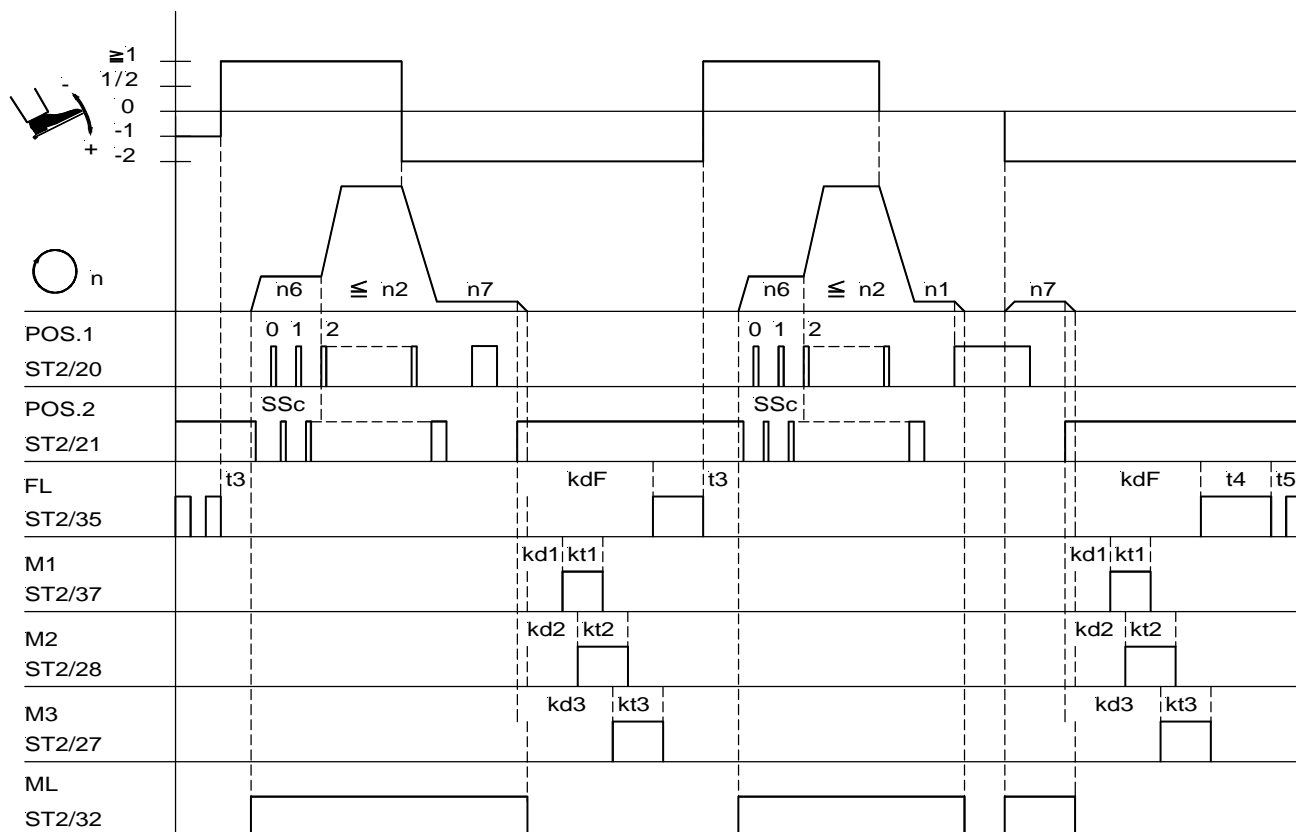 ≧1
1/2
0
-1
-2
-
+
n
n6 ≦ n2 n7 n6 ≦ n2 n1 n7
POS.1 0 1 2 0 1 2
ST2/20
POS.2 SSc SSc
ST2/21
FL t3 kdF t3 kdF t4 t5
ST2/35
M1 kd1 kt1 kd1 kt1
ST2/37
M2 kd2 kt2 kd2 kt2
ST2/28
M3 kd3 kt3 kd3 kt3
ST2/27
ML
ST2/32